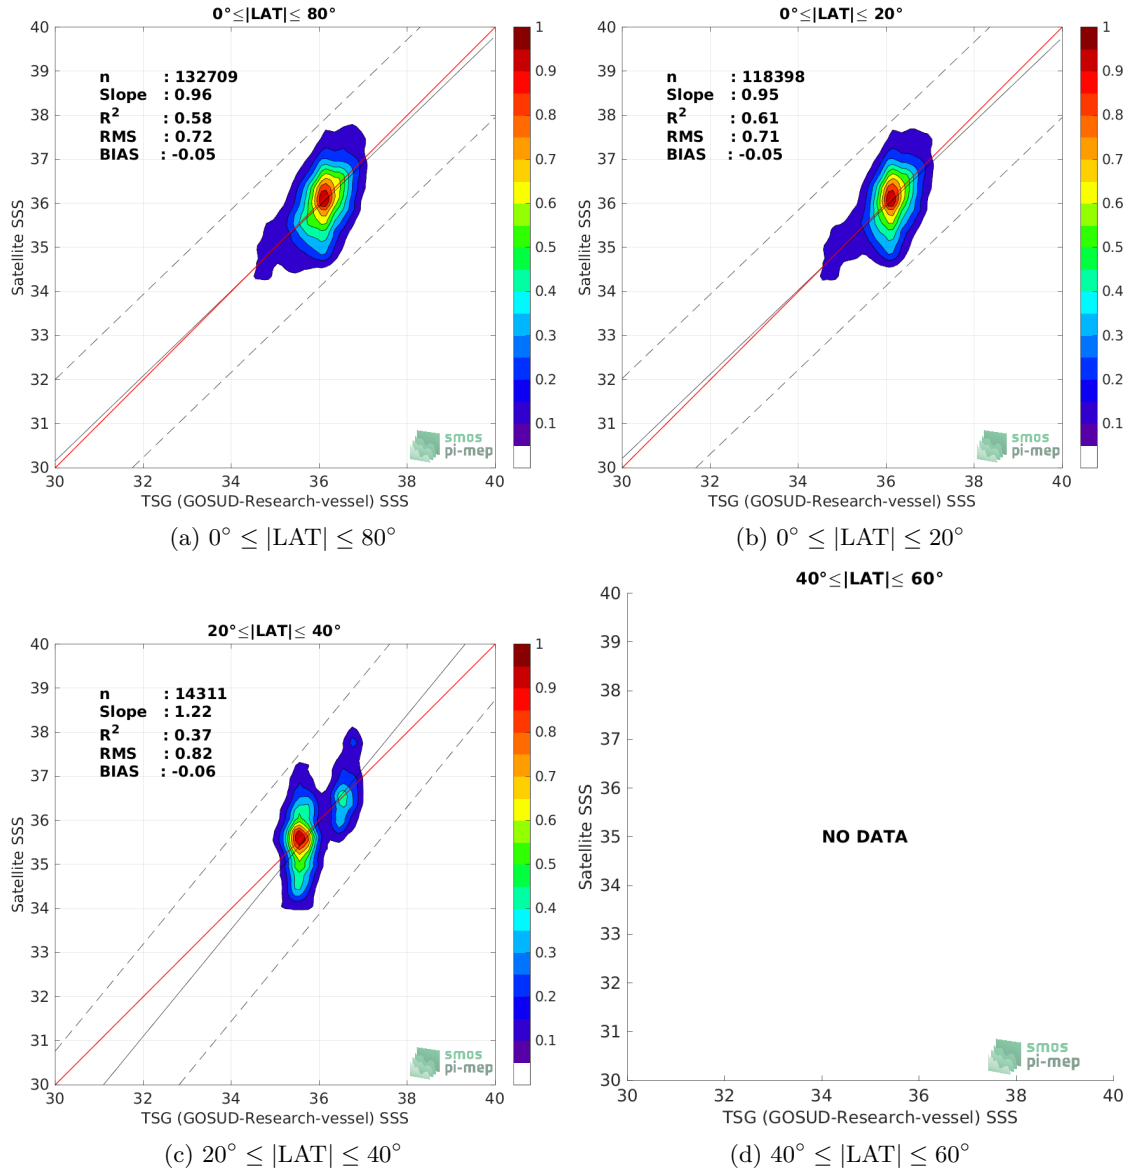 0°≤|LAT|≤ 80°
n : 132709
Slope : 0.96
R² : 0.58
RMS : 0.72
BIAS : -0.05
Satellite SSS
40
39
38
37
36
35
34
33
32
31
30
30 32 34 36 38 40
TSG (GOSUD-Research-vessel) SSS
1
0.9
0.8
0.7
0.6
0.5
0.4
0.3
0.2
0.1
smos
pi-mep
(a) 0° ≤ |LAT| ≤ 80°
0°≤|LAT|≤ 20°
n : 118398
Slope : 0.95
R² : 0.61
RMS : 0.71
BIAS : -0.05
Satellite SSS
40
39
38
37
36
35
34
33
32
31
30
30 32 34 36 38 40
TSG (GOSUD-Research-vessel) SSS
1
0.9
0.8
0.7
0.6
0.5
0.4
0.3
0.2
0.1
smos
pi-mep
(b) 0° ≤ |LAT| ≤ 20°
20°≤|LAT|≤ 40°
n : 14311
Slope : 1.22
R² : 0.37
RMS : 0.82
BIAS : -0.06
Satellite SSS
40
39
38
37
36
35
34
33
32
31
30
30 32 34 36 38 40
TSG (GOSUD-Research-vessel) SSS
1
0.9
0.8
0.7
0.6
0.5
0.4
0.3
0.2
0.1
smos
pi-mep
(c) 20° ≤ |LAT| ≤ 40°
40°≤|LAT|≤ 60°
NO DATA
Satellite SSS
40
39
38
37
36
35
34
33
32
31
30
30 32 34 36 38 40
TSG (GOSUD-Research-vessel) SSS
smos
pi-mep
(d) 40° ≤ |LAT| ≤ 60°